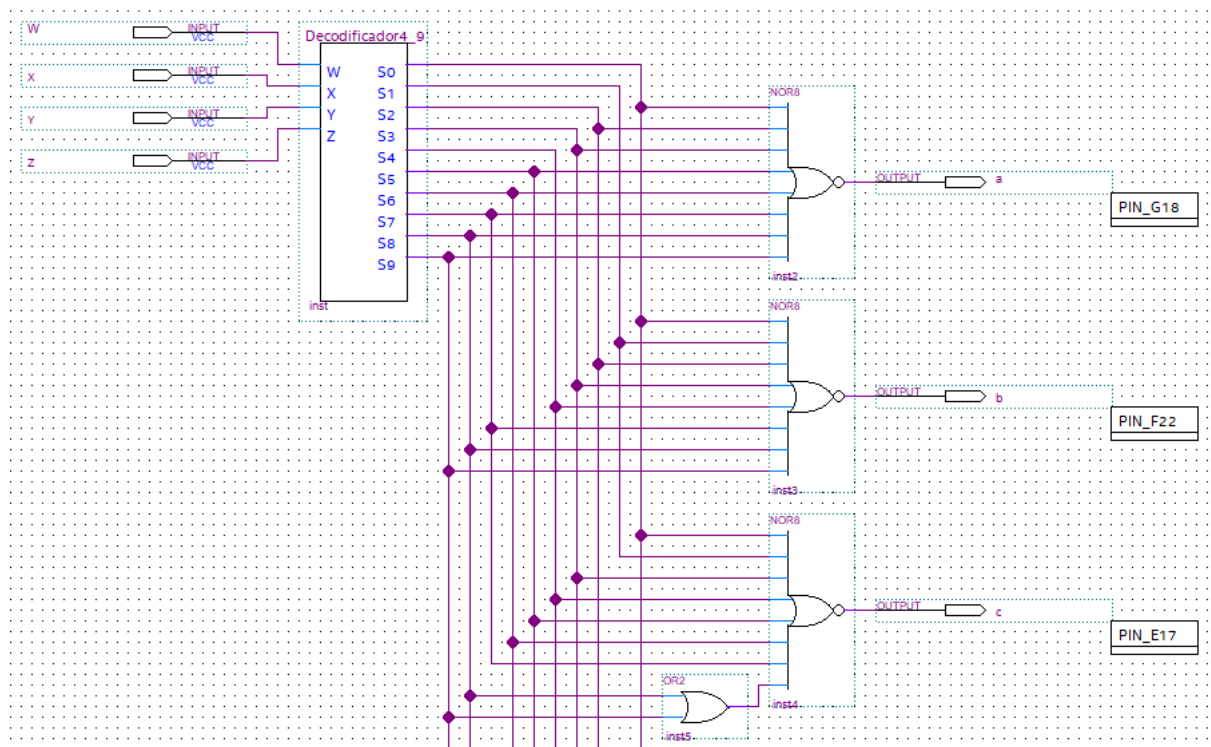 W
INPUT
VCC
X
INPUT
VCC
Y
INPUT
VCC
Z
INPUT
VCC
Decodificador4_9
W
X
Y
Z
S0
S1
S2
S3
S4
S5
S6
S7
S8
S9
inst
NOR8
inst2
OUTPUT
a
PIN_G18
NOR8
inst3
OUTPUT
b
PIN_F22
NOR8
inst4
OUTPUT
c
PIN_E17
OR2
inst5